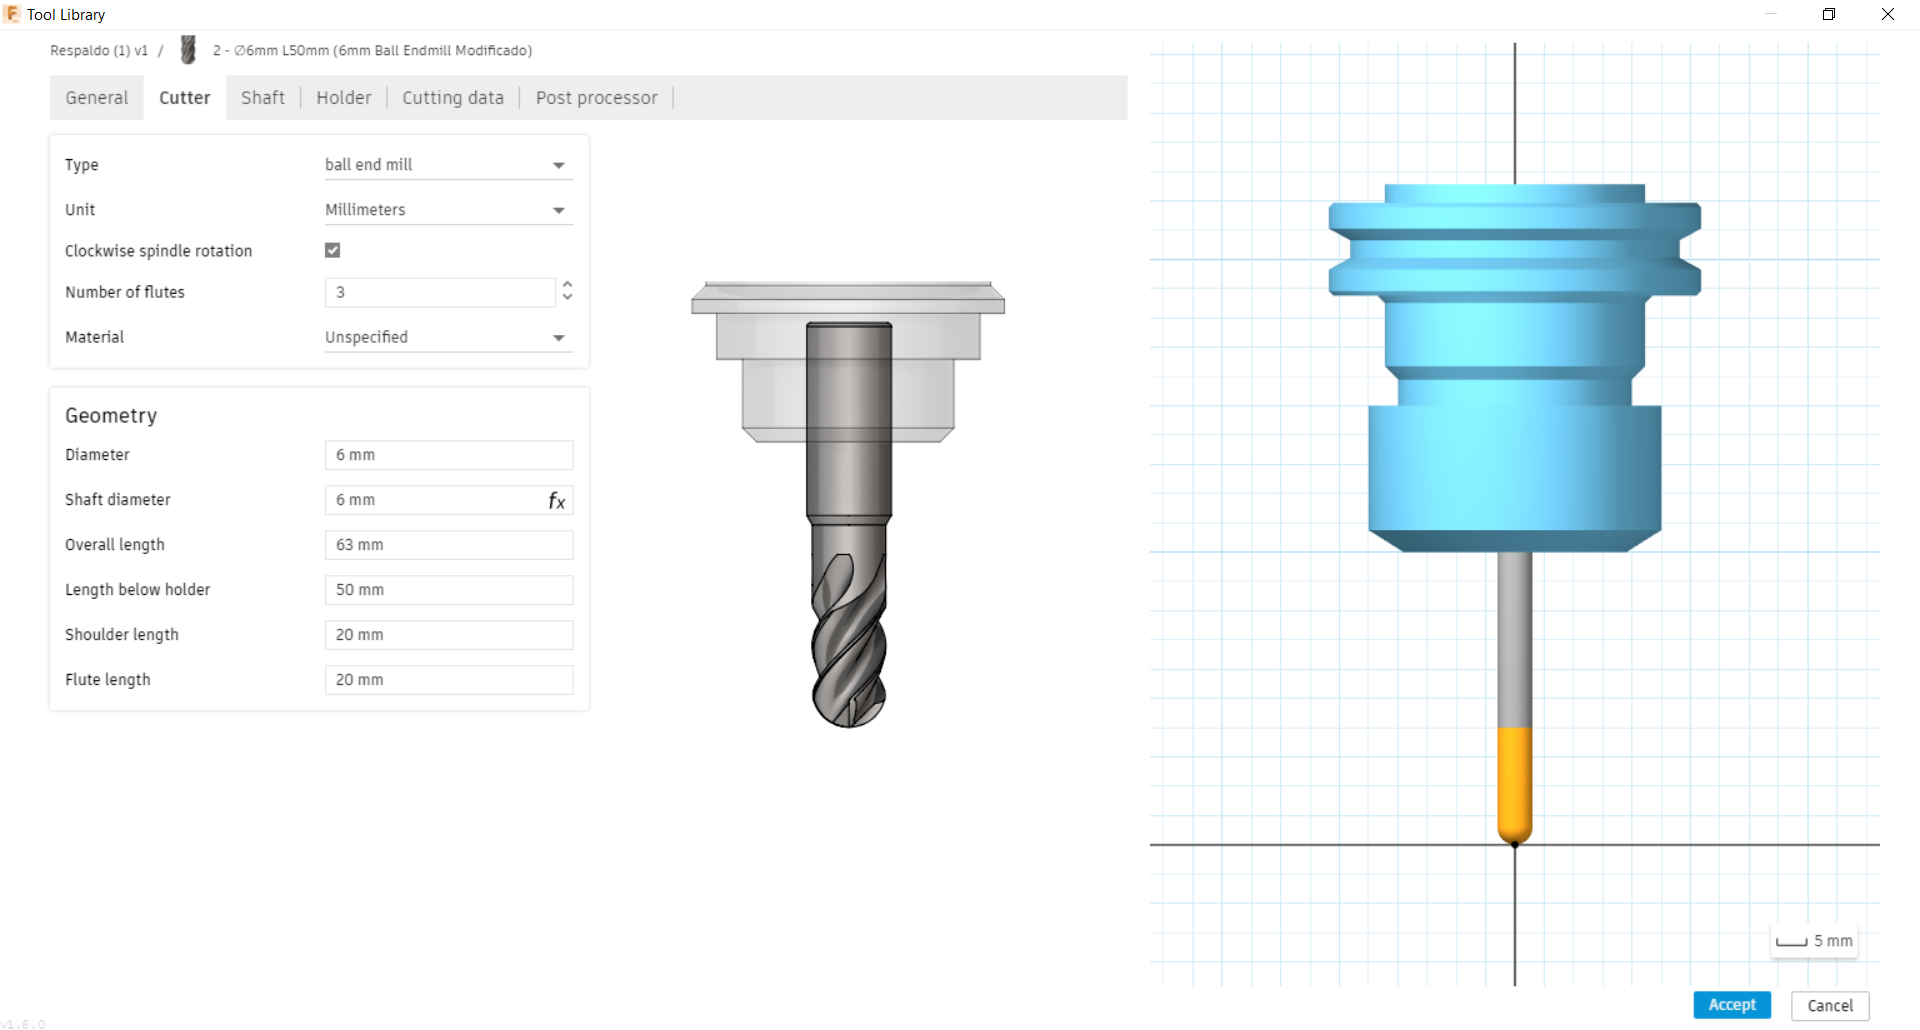 Tool Library
Respaldo (1) v1 / 2 - Ø6mm L50mm (6mm Ball Endmill Modificado)
General Cutter Shaft Holder Cutting data Post processor
Type ball end mill
Unit Millimeters
Clockwise spindle rotation
Number of flutes 3
Material Unspecified
Geometry
Diameter 6 mm
Shaft diameter 6 mm fx
Overall length 63 mm
Length below holder 50 mm
Shoulder length 20 mm
Flute length 20 mm
5 mm
Accept Cancel
v1.6.0